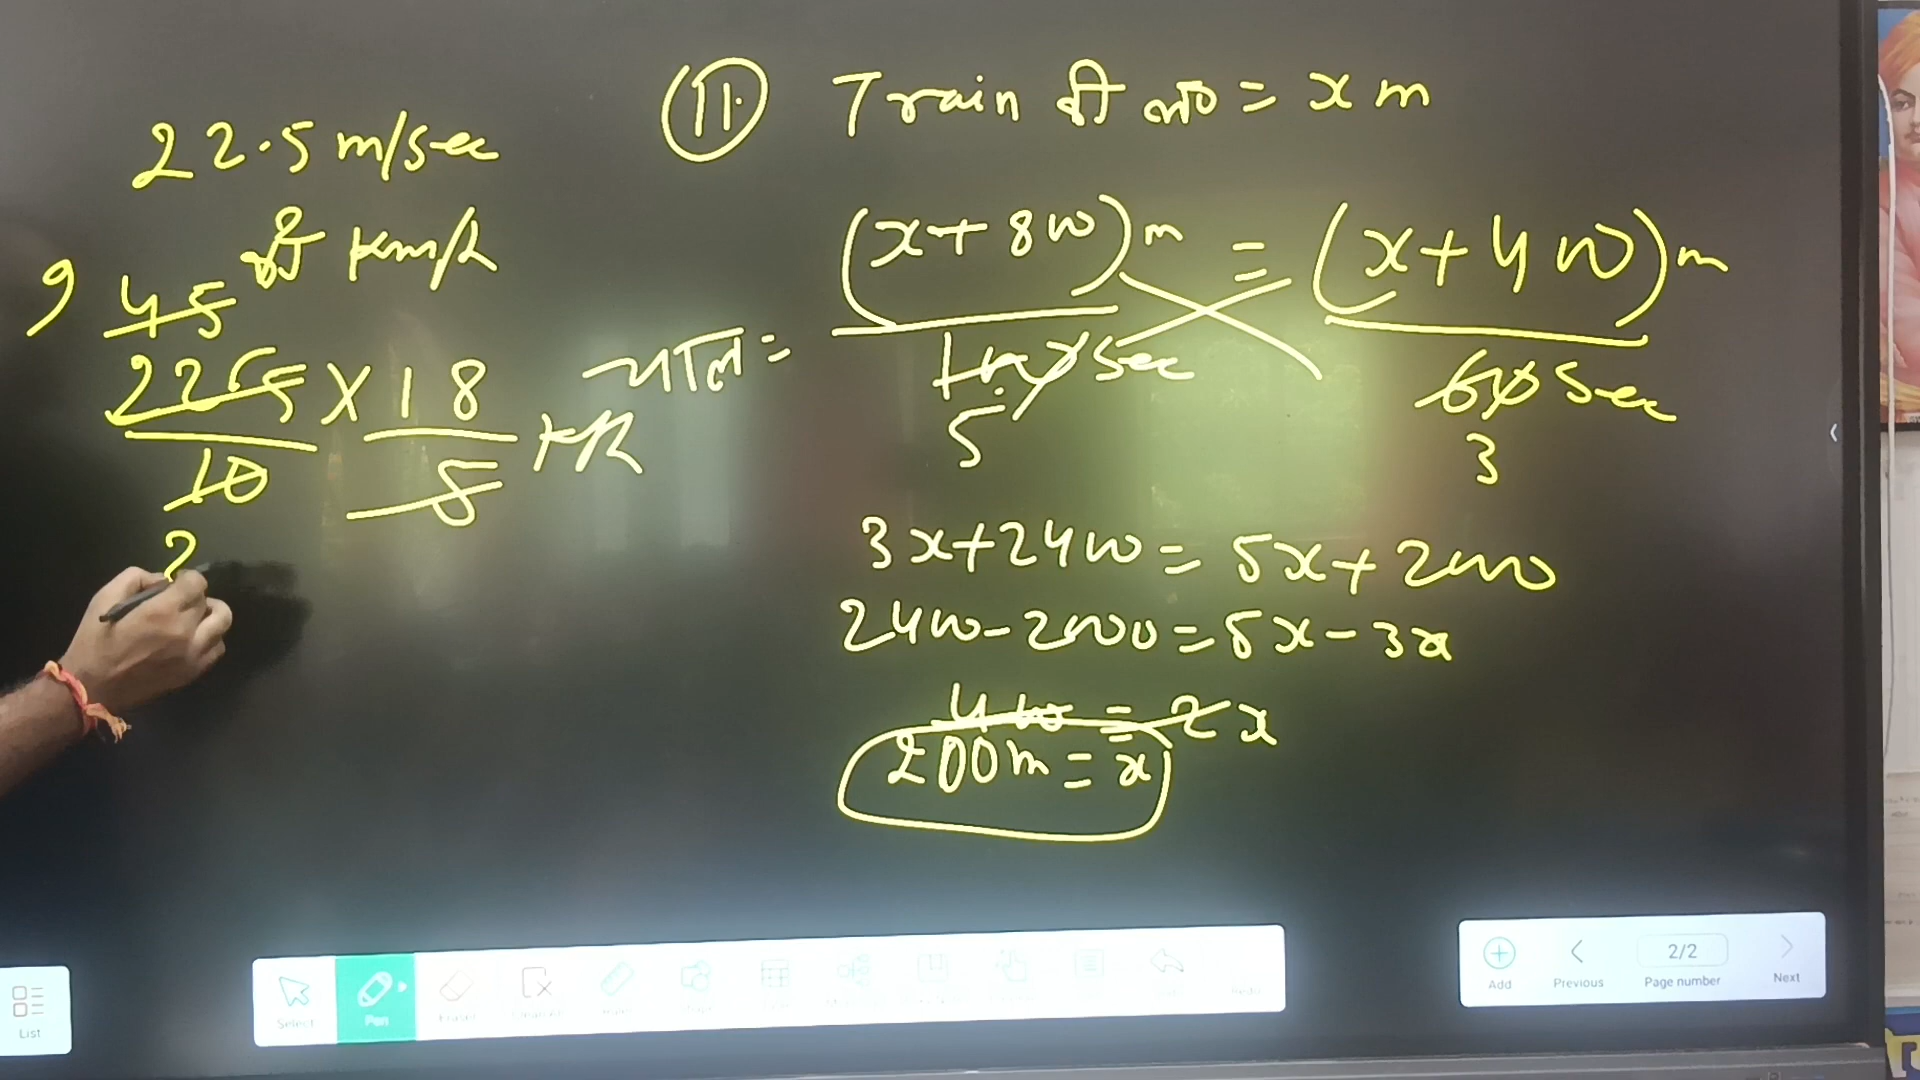 22.5 m/sec
को km/h
9 45
225 × 18
10 5
2
(11) Train की ल० = x m
चाल = (x+800)m = (x+400)m
100 sec 60 sec
5 3
3x+2400 = 5x+2000
2400-2000 = 5x-3x
400 = 2x
200m = x
List
Select
Pen
Eraser
Add
Previous
2/2
Page number
Next